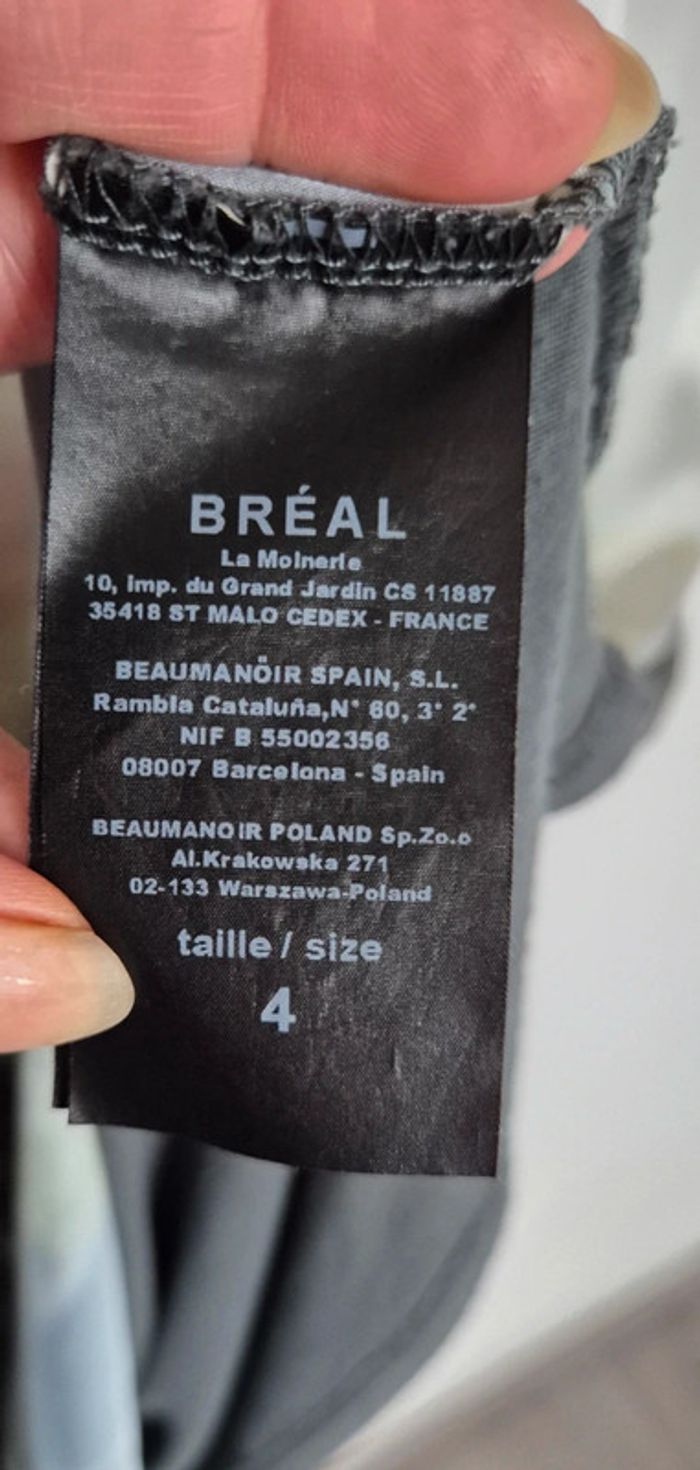 BRÉAL
La Moinerie
10, Imp. du Grand Jardin CS 11887
35418 ST MALO CEDEX - FRANCE
BEAUMANOIR SPAIN, S.L.
Rambla Cataluña,N° 60, 3° 2°
NIF B 55002356
08007 Barcelona - Spain
BEAUMANOIR POLAND Sp.Zo.o
Al.Krakowska 271
02-133 Warszawa-Poland
taille / size
4